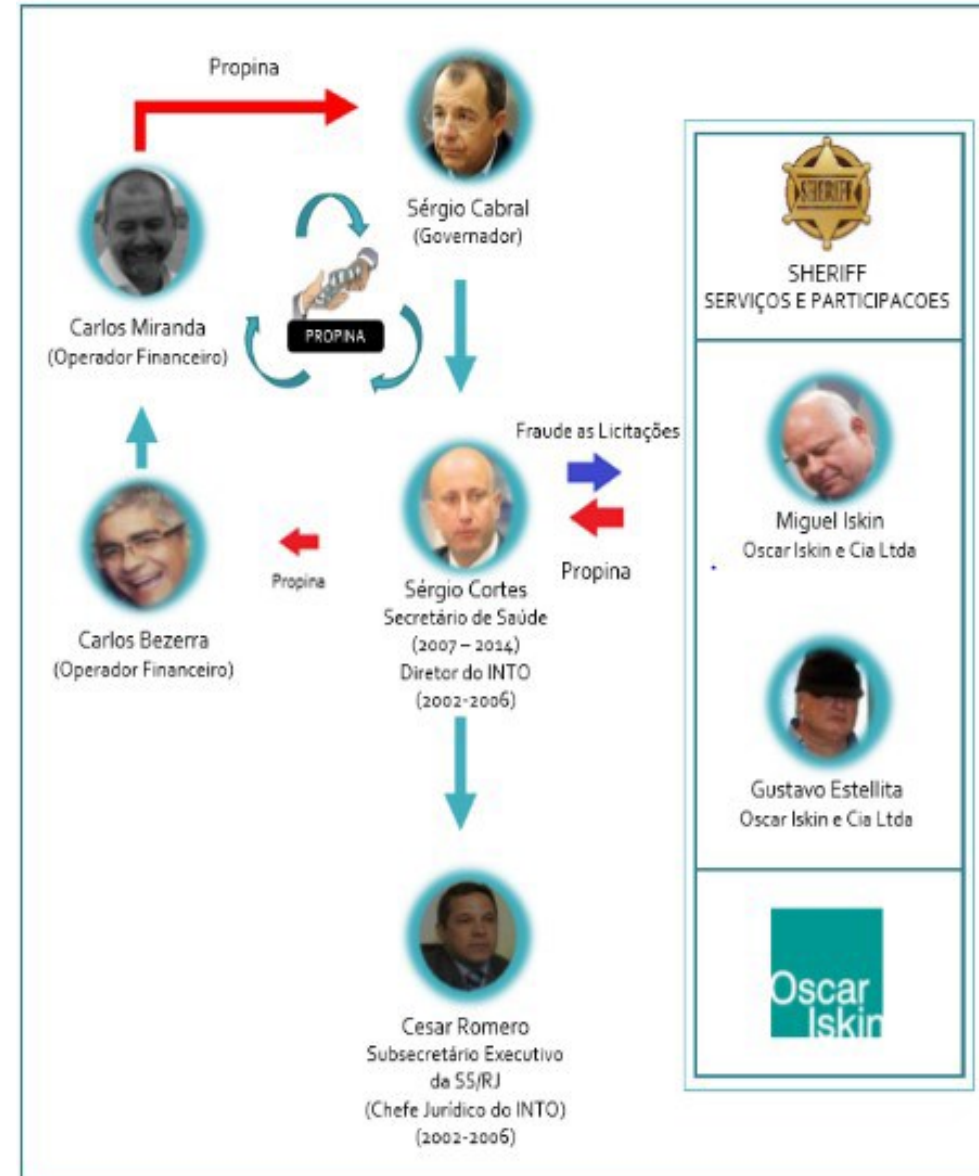 Propina
Sérgio Cabral
(Governador)
Carlos Miranda
(Operador Financeiro)
PROPINA
Fraude as Licitações
Propina
Propina
Carlos Bezerra
(Operador Financeiro)
Sérgio Cortes
Secretário de Saúde
(2007 – 2014)
Diretor do INTO
(2002-2006)
Cesar Romero
Subsecretário Executivo
da SS/RJ
(Chefe Jurídico do INTO)
(2002-2006)
SHERIFF
SHERIFF
SERVIÇOS E PARTICIPACOES
Miguel Iskin
Oscar Iskin e Cia Ltda
Gustavo Estellita
Oscar Iskin e Cia Ltda
Oscar
Iskin